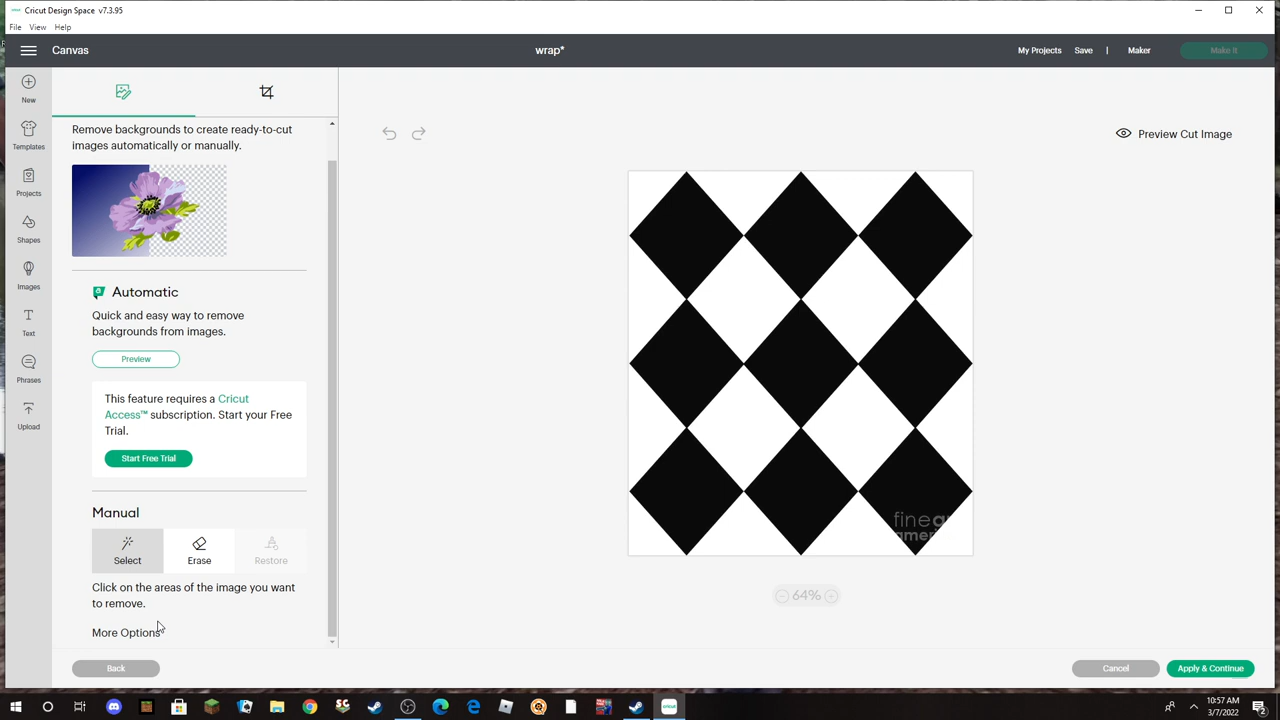 Cricut Design Space v7.3.95
File View Help
Canvas
wrap*
My Projects Save | Maker Make It
New
Templates
Projects
Shapes
Images
Text
Phrases
Upload
Remove backgrounds to create ready-to-cut
images automatically or manually.
Automatic
Quick and easy way to remove
backgrounds from images.
Preview
This feature requires a Cricut
Access™ subscription. Start your Free
Trial.
Start Free Trial
Manual
Select Erase Restore
Click on the areas of the image you want
to remove.
More Options
Back
Preview Cut Image
64%
Cancel Apply & Continue
10:57 AM
3/7/2022
2